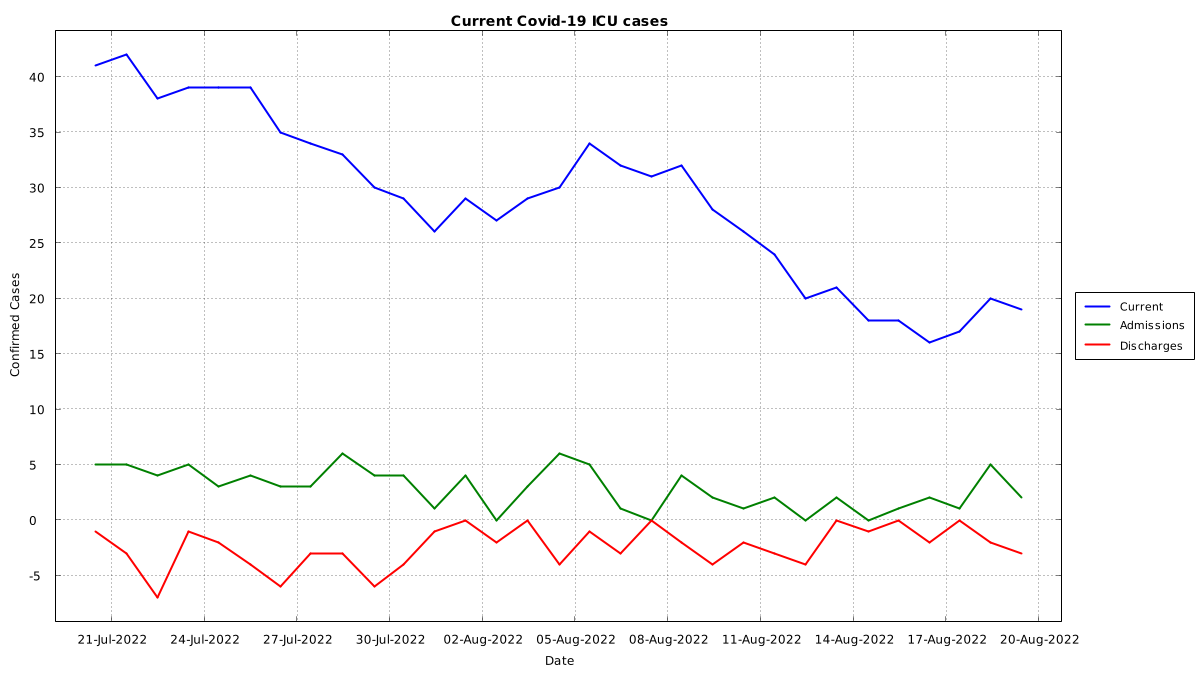 Current Covid-19 ICU cases
Confirmed Cases
40
35
30
25
20
15
10
5
0
-5
21-Jul-2022 24-Jul-2022 27-Jul-2022 30-Jul-2022 02-Aug-2022 05-Aug-2022 08-Aug-2022 11-Aug-2022 14-Aug-2022 17-Aug-2022 20-Aug-2022
Date
Current
Admissions
Discharges